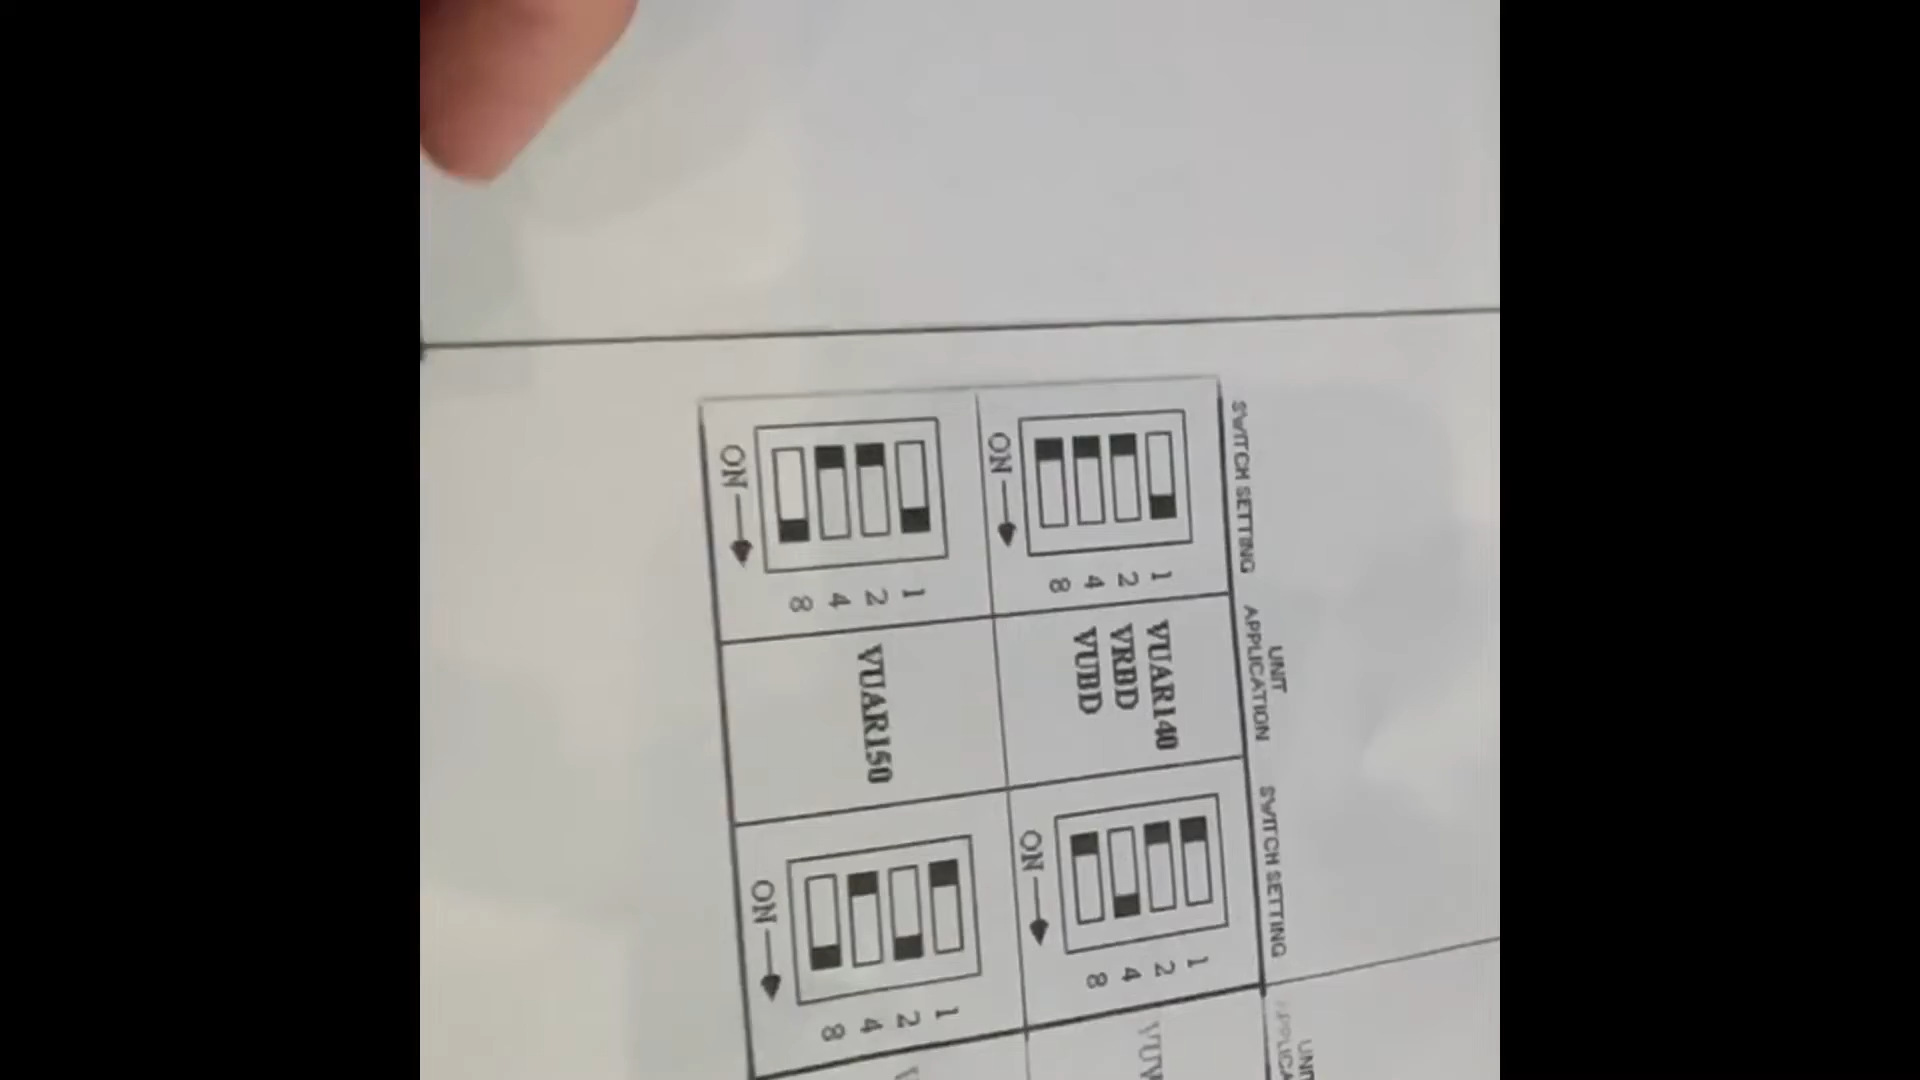 SWITCH SETTING
UNIT
APPLICATION
SWITCH SETTING
1
2
4
8
ON
VUAR140
VRBD
VUBD
1
2
4
8
ON
1
2
4
8
ON
VUAR150
1
2
4
8
ON